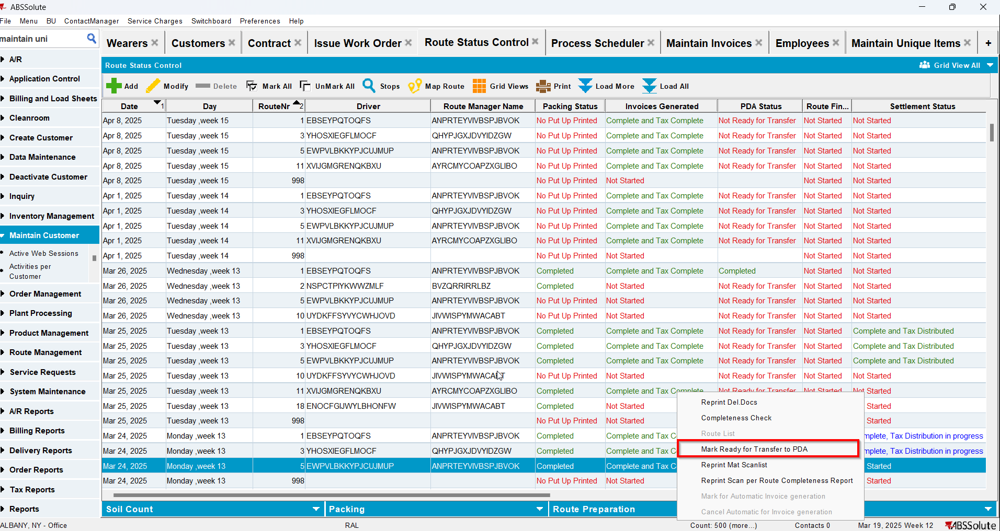 ABSSolute
File Menu BU ContactManager Service Charges Switchboard Preferences Help
maintain uni
Wearers Customers Contract Issue Work Order Route Status Control Process Scheduler Maintain Invoices Employees Maintain Unique Items +
Route Status Control Grid View All
Add Modify Delete Mark All UnMark All Stops Map Route Grid Views Print Load More Load All
A/R
Application Control
Billing and Load Sheets
Cleanroom
Create Customer
Data Maintenance
Deactivate Customer
Inquiry
Inventory Management
Maintain Customer
Active Web Sessions
Activities per
Customer
Order Management
Plant Processing
Product Management
Route Management
Service Requests
System Maintenance
A/R Reports
Billing Reports
Delivery Reports
Order Reports
Tax Reports
Reports
Date 1 Day RouteNr 2 Driver Route Manager Name Packing Status Invoices Generated PDA Status Route Fin... Settlement Status
Apr 8, 2025 Tuesday ,week 15 1 EBSEYPQTOQFS ANPRTEYVIVBSPJBVOK No Put Up Printed Complete and Tax Complete Not Ready for Transfer Not Started Not Started
Apr 8, 2025 Tuesday ,week 15 3 YHOSXIEGFLMOCF QHYPJGXJDVYIDZGW No Put Up Printed Complete and Tax Complete Not Ready for Transfer Not Started Not Started
Apr 8, 2025 Tuesday ,week 15 5 EWPVLBKKYPJCUJMUP ANPRTEYVIVBSPJBVOK No Put Up Printed Complete and Tax Complete Not Ready for Transfer Not Started Not Started
Apr 8, 2025 Tuesday ,week 15 11 XVIJGMGRENQKBXU AYRCMYCOAPZXGLIBO No Put Up Printed Complete and Tax Complete Not Ready for Transfer Not Started Not Started
Apr 8, 2025 Tuesday ,week 15 998 No Put Up Printed Not Started Not Started Not Started
Apr 1, 2025 Tuesday ,week 14 1 EBSEYPQTOQFS ANPRTEYVIVBSPJBVOK No Put Up Printed Complete and Tax Complete Not Ready for Transfer Not Started Not Started
Apr 1, 2025 Tuesday ,week 14 3 YHOSXIEGFLMOCF QHYPJGXJDVYIDZGW No Put Up Printed Complete and Tax Complete Not Ready for Transfer Not Started Not Started
Apr 1, 2025 Tuesday ,week 14 5 EWPVLBKKYPJCUJMUP ANPRTEYVIVBSPJBVOK No Put Up Printed Complete and Tax Complete Not Ready for Transfer Not Started Not Started
Apr 1, 2025 Tuesday ,week 14 11 XVIJGMGRENQKBXU AYRCMYCOAPZXGLIBO No Put Up Printed Complete and Tax Complete Not Ready for Transfer Not Started Not Started
Apr 1, 2025 Tuesday ,week 14 998 No Put Up Printed Not Started Not Started Not Started
Mar 26, 2025 Wednesday ,week 13 1 EBSEYPQTOQFS ANPRTEYVIVBSPJBVOK Completed Complete and Tax Complete Completed Not Started Not Started
Mar 26, 2025 Wednesday ,week 13 2 NSPCTPIYKWWZMLF BVZQRRIRRLBZ Completed Not Started Not Ready for Transfer Not Started Not Started
Mar 26, 2025 Wednesday ,week 13 5 EWPVLBKKYPJCUJMUP ANPRTEYVIVBSPJBVOK No Put Up Printed Not Started Not Ready for Transfer Not Started Not Started
Mar 26, 2025 Wednesday ,week 13 10 UYDKFFSYVYCWHJOVD JIVWISPYMWACABT No Put Up Printed Not Started Not Ready for Transfer Not Started Not Started
Mar 25, 2025 Tuesday ,week 13 1 EBSEYPQTOQFS ANPRTEYVIVBSPJBVOK Completed Complete and Tax Complete Not Ready for Transfer Not Started Complete and Tax Distributed
Mar 25, 2025 Tuesday ,week 13 3 YHOSXIEGFLMOCF QHYPJGXJDVYIDZGW Completed Complete and Tax Complete Not Ready for Transfer Not Started Complete and Tax Distributed
Mar 25, 2025 Tuesday ,week 13 5 EWPVLBKKYPJCUJMUP ANPRTEYVIVBSPJBVOK Completed Complete and Tax Complete Not Ready for Transfer Not Started Complete and Tax Distributed
Mar 25, 2025 Tuesday ,week 13 10 UYDKFFSYVYCWHJOVD JIVWISPYMWACABT No Put Up Printed Not Started Not Ready for Transfer Not Started Not Started
Mar 25, 2025 Tuesday ,week 13 11 XVIJGMGRENQKBXU AYRCMYCOAPZXGLIBO Completed Complete and Tax Complete Not Ready for Transfer Not Started Not Started
Mar 25, 2025 Tuesday ,week 13 18 ENOCFGIJWYLBHONFW JIVWISPYMWACABT Completed Not Started Started
Mar 25, 2025 Tuesday ,week 13 998 No Put Up Printed Not Started Started
Mar 24, 2025 Monday ,week 13 1 EBSEYPQTOQFS ANPRTEYVIVBSPJBVOK Completed Complete and Tax C mplete, Tax Distribution in progress
Mar 24, 2025 Monday ,week 13 3 YHOSXIEGFLMOCF QHYPJGXJDVYIDZGW Completed Complete and Tax C mplete, Tax Distribution in progress
Mar 24, 2025 Monday ,week 13 5 EWPVLBKKYPJCUJMUP ANPRTEYVIVBSPJBVOK Completed Complete and Tax C Started
Mar 24, 2025 Monday ,week 13 998 No Put Up Printed Not Started Started
Reprint Del.Docs
Completeness Check
Route List
Mark Ready for Transfer to PDA
Reprint Mat Scanlist
Reprint Scan per Route Completeness Report
Mark for Automatic Invoice generation
Cancel Automatic for Invoice generation
Soil Count Packing Route Preparation
ALBANY, NY - Office RAL Count: 500 (more...) Contacts 0 Mar 19, 2025 Week 12 ABSSolute